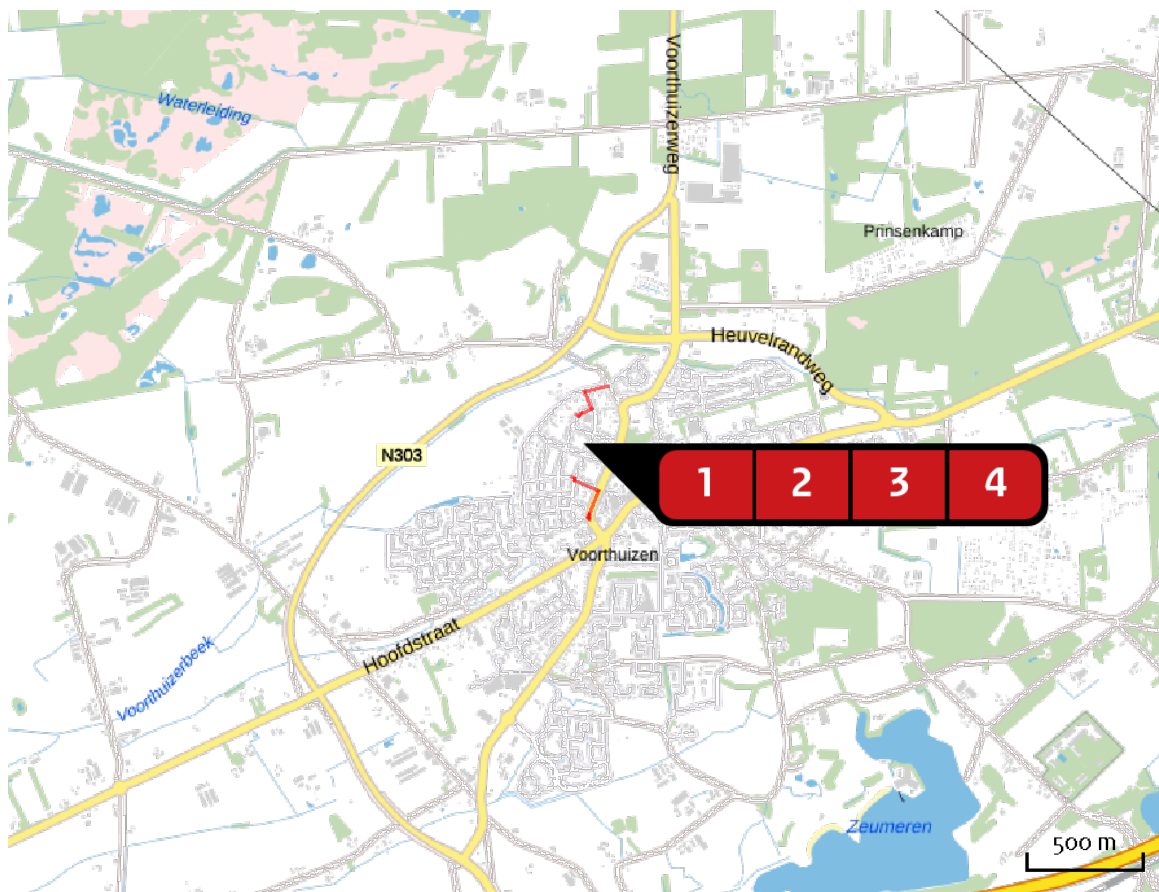 Voorthuizerweg
Waterleiding
Prinsenkamp
Heuvelrandweg
N303
1 2 3 4
Voorthuizen
Hoofdstraat
Voorthuizerbeek
Zeumeren
500 m